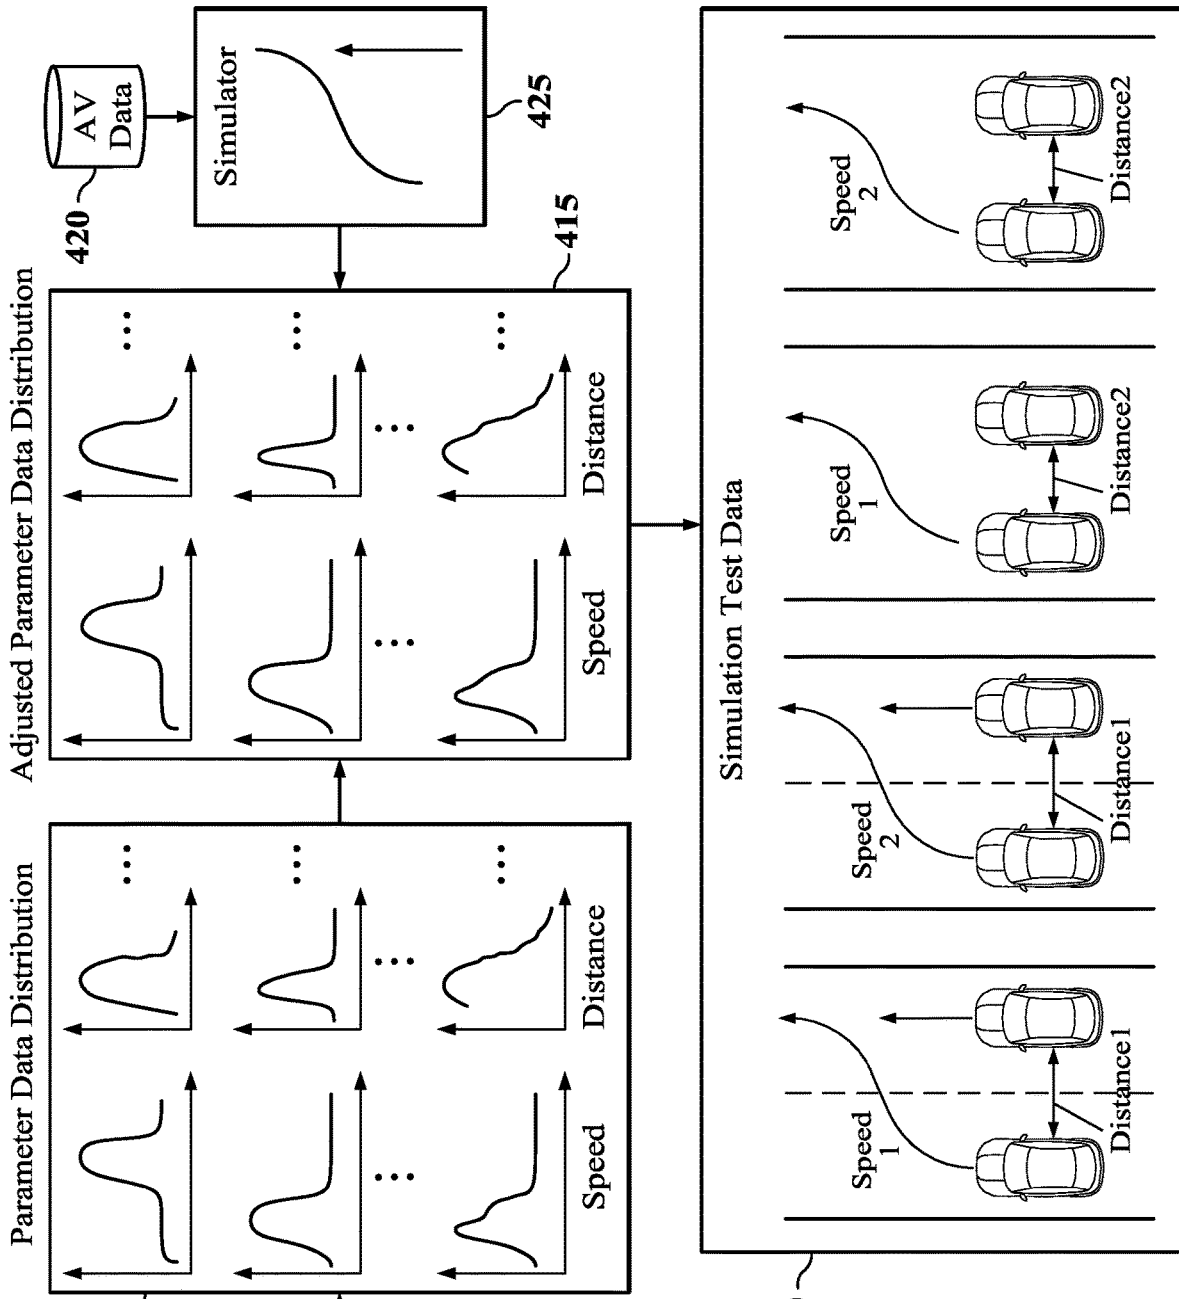 Parameter Data Distribution
...
...
...
Speed
...
...
Distance
Adjusted Parameter Data Distribution
...
...
...
Speed
...
...
Distance
415
AV
Data
420
Simulator
425
Simulation Test Data
Speed
1
Distance1
Speed
2
Distance1
Speed
1
Distance2
Speed
2
Distance2